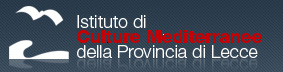 Istituto di
Culture Mediterranee
della Provincia di Lecce